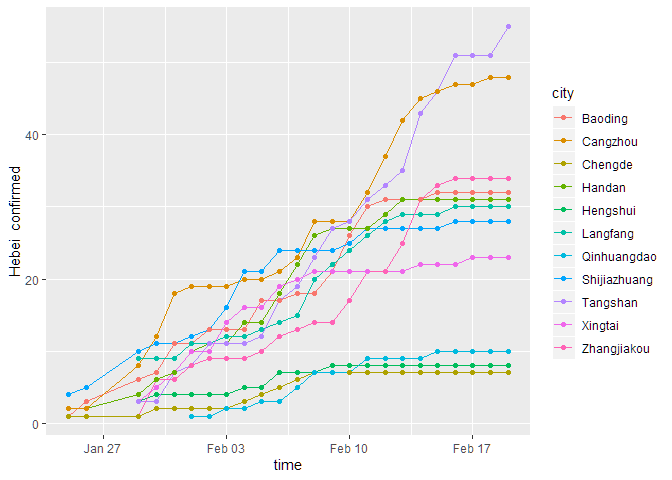 city
Baoding
Cangzhou
Chengde
Handan
Hengshui
Langfang
Qinhuangdao
Shijiazhuang
Tangshan
Xingtai
Zhangjiakou
Hebei confirmed
40
20
0
Jan 27 Feb 03 Feb 10 Feb 17
time